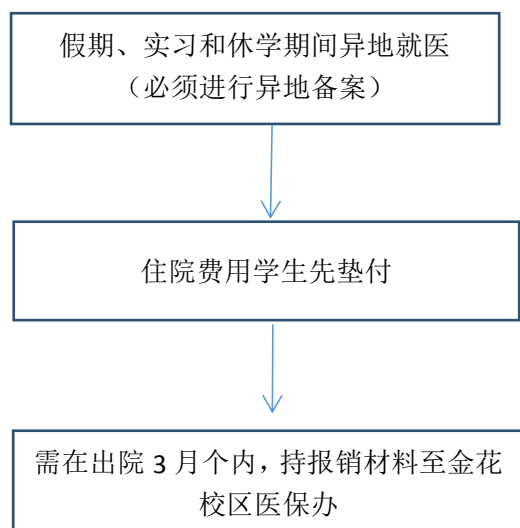 假期、实习和休学期间异地就医
（必须进行异地备案）
住院费用学生先垫付
需在出院 3 月个内，持报销材料至金花
校区医保办